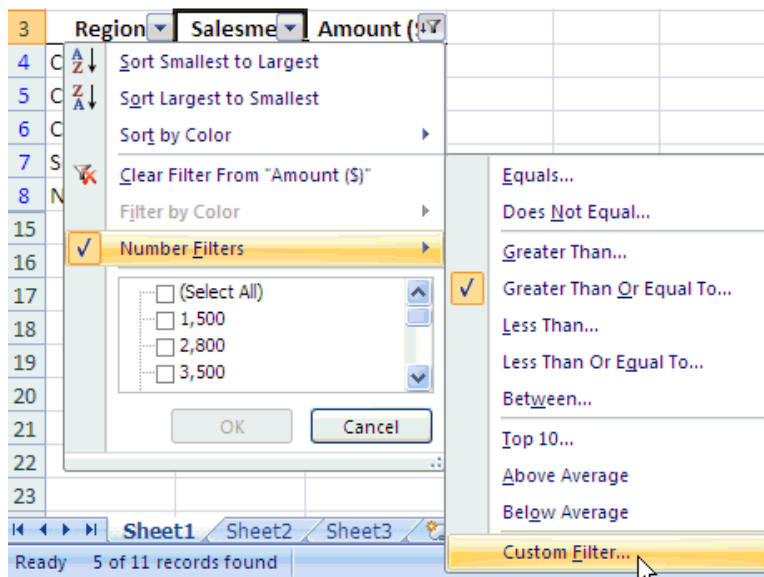 3 Region Salesme Amount ($
4 C
5 C
6 C
7 S
8 N
15
16
17
18
19
20
21
22
23
Sort Smallest to Largest
Sort Largest to Smallest
Sort by Color
Clear Filter From "Amount ($)"
Filter by Color
Number Filters
(Select All)
1,500
2,800
3,500
OK Cancel
Equals...
Does Not Equal...
Greater Than...
Greater Than Or Equal To...
Less Than...
Less Than Or Equal To...
Between...
Top 10...
Above Average
Below Average
Custom Filter...
Sheet1 Sheet2 Sheet3
Ready 5 of 11 records found